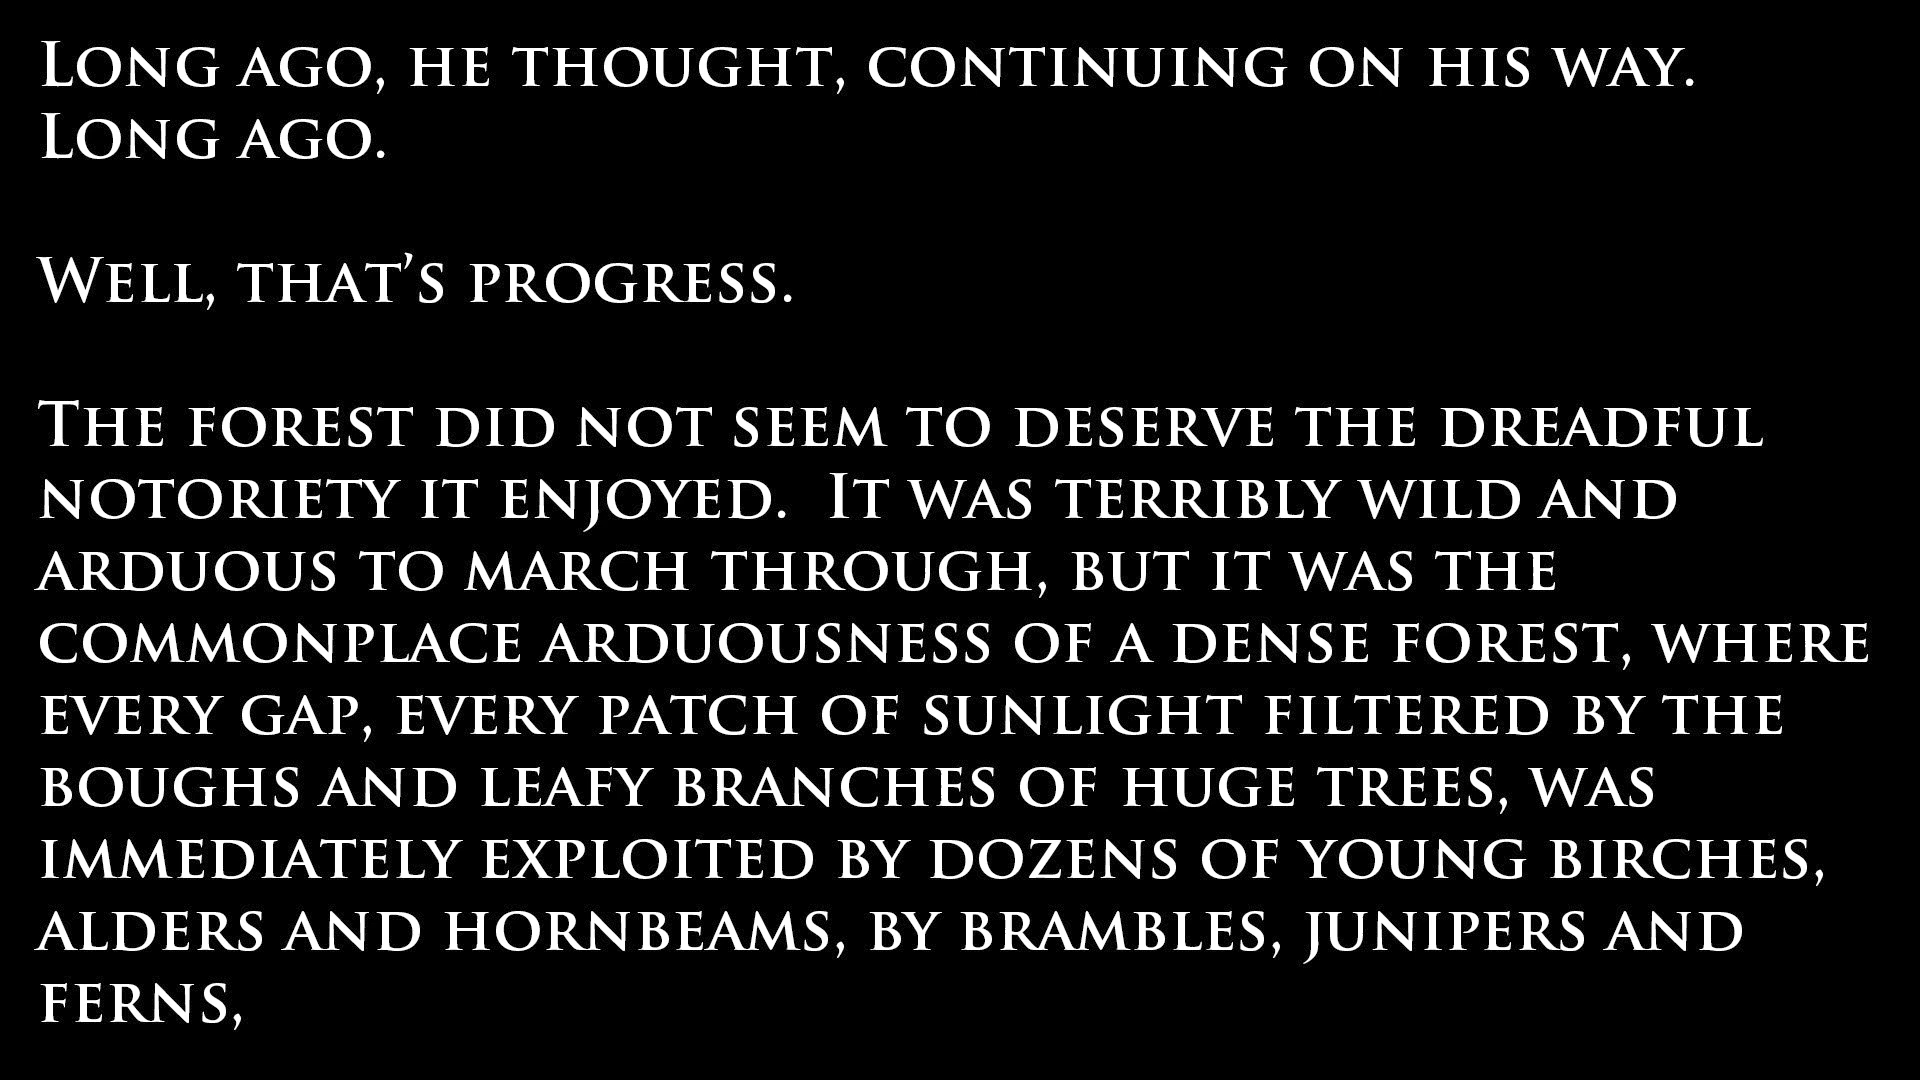 Long ago, he thought, continuing on his way.
Long ago.
Well, that's progress.
The forest did not seem to deserve the dreadful
notoriety it enjoyed.  It was terribly wild and
arduous to march through, but it was the
commonplace arduousness of a dense forest, where
every gap, every patch of sunlight filtered by the
boughs and leafy branches of huge trees, was
immediately exploited by dozens of young birches,
alders and hornbeams, by brambles, junipers and
ferns,